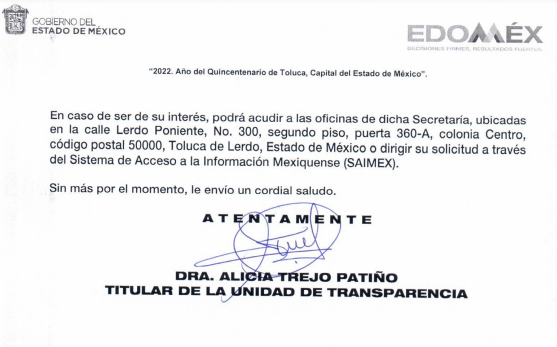 GOBIERNO DEL
ESTADO DE MÉXICO
EDOMÉX
DECISIONES FIRMES, RESULTADOS FUERTES.
"2022. Año del Quincentenario de Toluca, Capital del Estado de México".
En caso de ser de su interés, podrá acudir a las oficinas de dicha Secretaría, ubicadas
en la calle Lerdo Poniente, No. 300, segundo piso, puerta 360-A, colonia Centro,
código postal 50000, Toluca de Lerdo, Estado de México o dirigir su solicitud a través
del Sistema de Acceso a la Información Mexiquense (SAIMEX).
Sin más por el momento, le envío un cordial saludo.
ATENTAMENTE
DRA. ALICIA TREJO PATIÑO
TITULAR DE LA UNIDAD DE TRANSPARENCIA